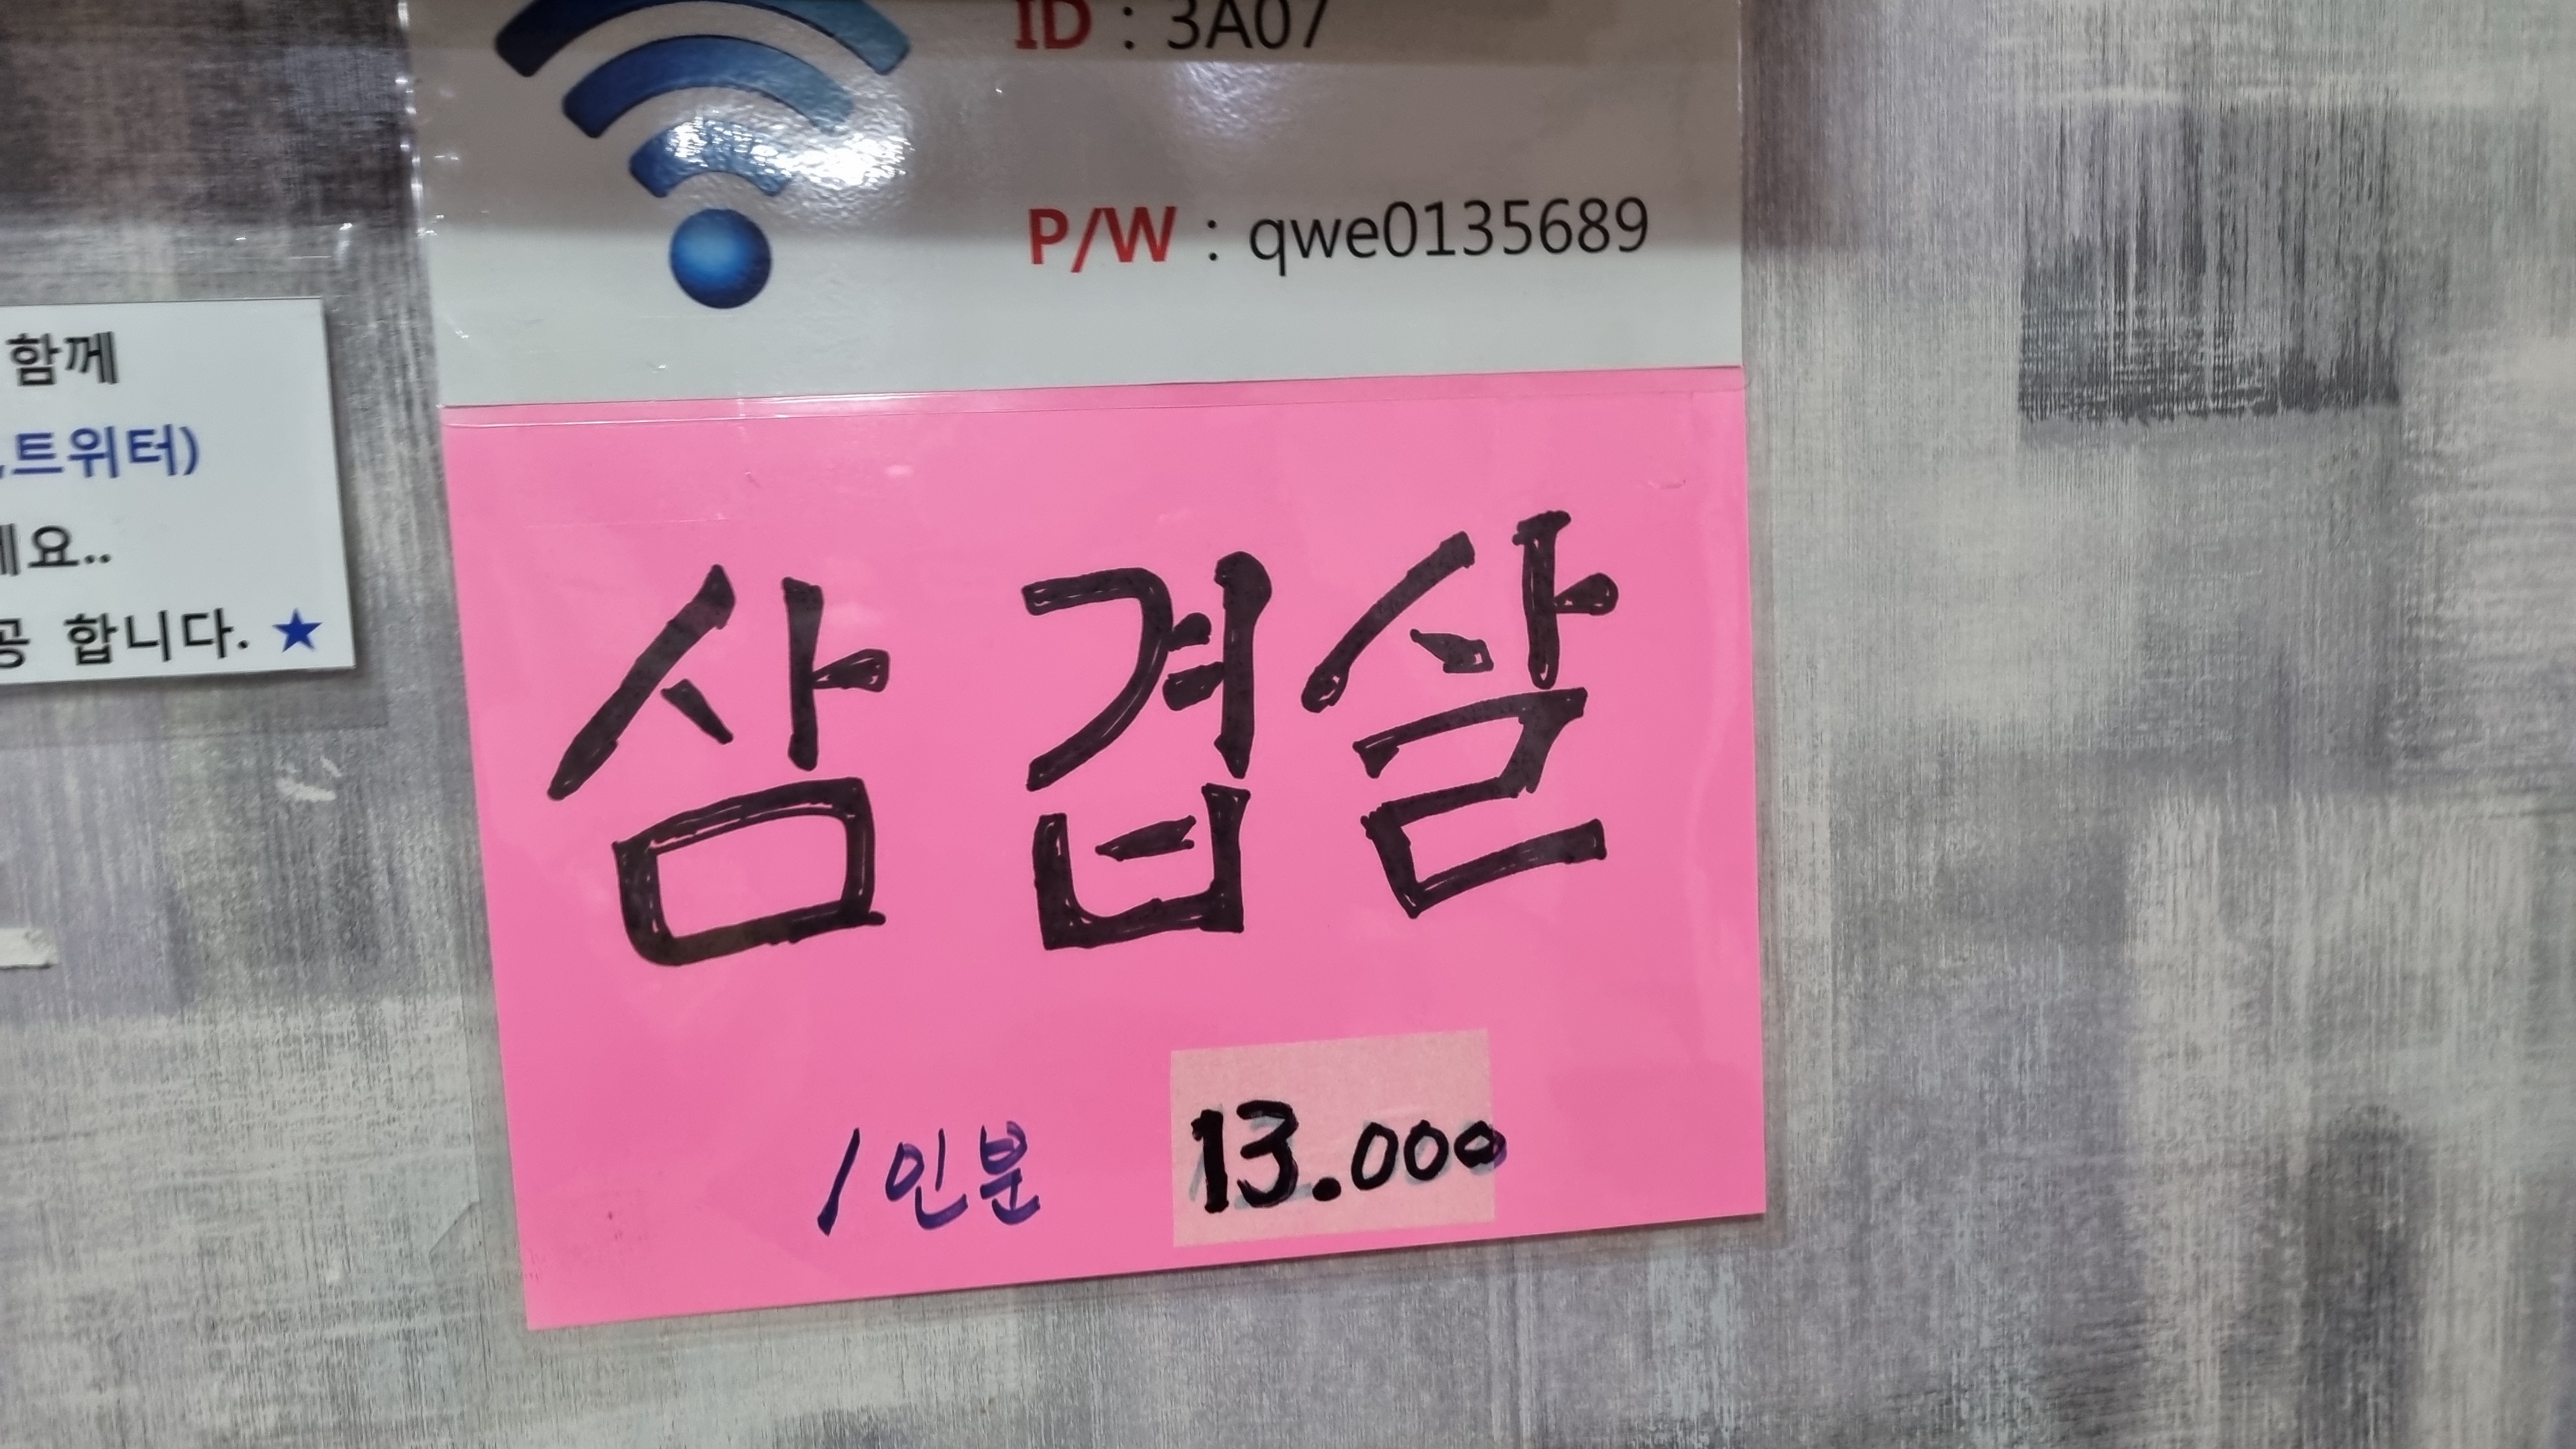 ID : 3A07
P/W : qwe0135689
함께
트위터)
요..
합니다. ★
삼겹살
1인분 13.000